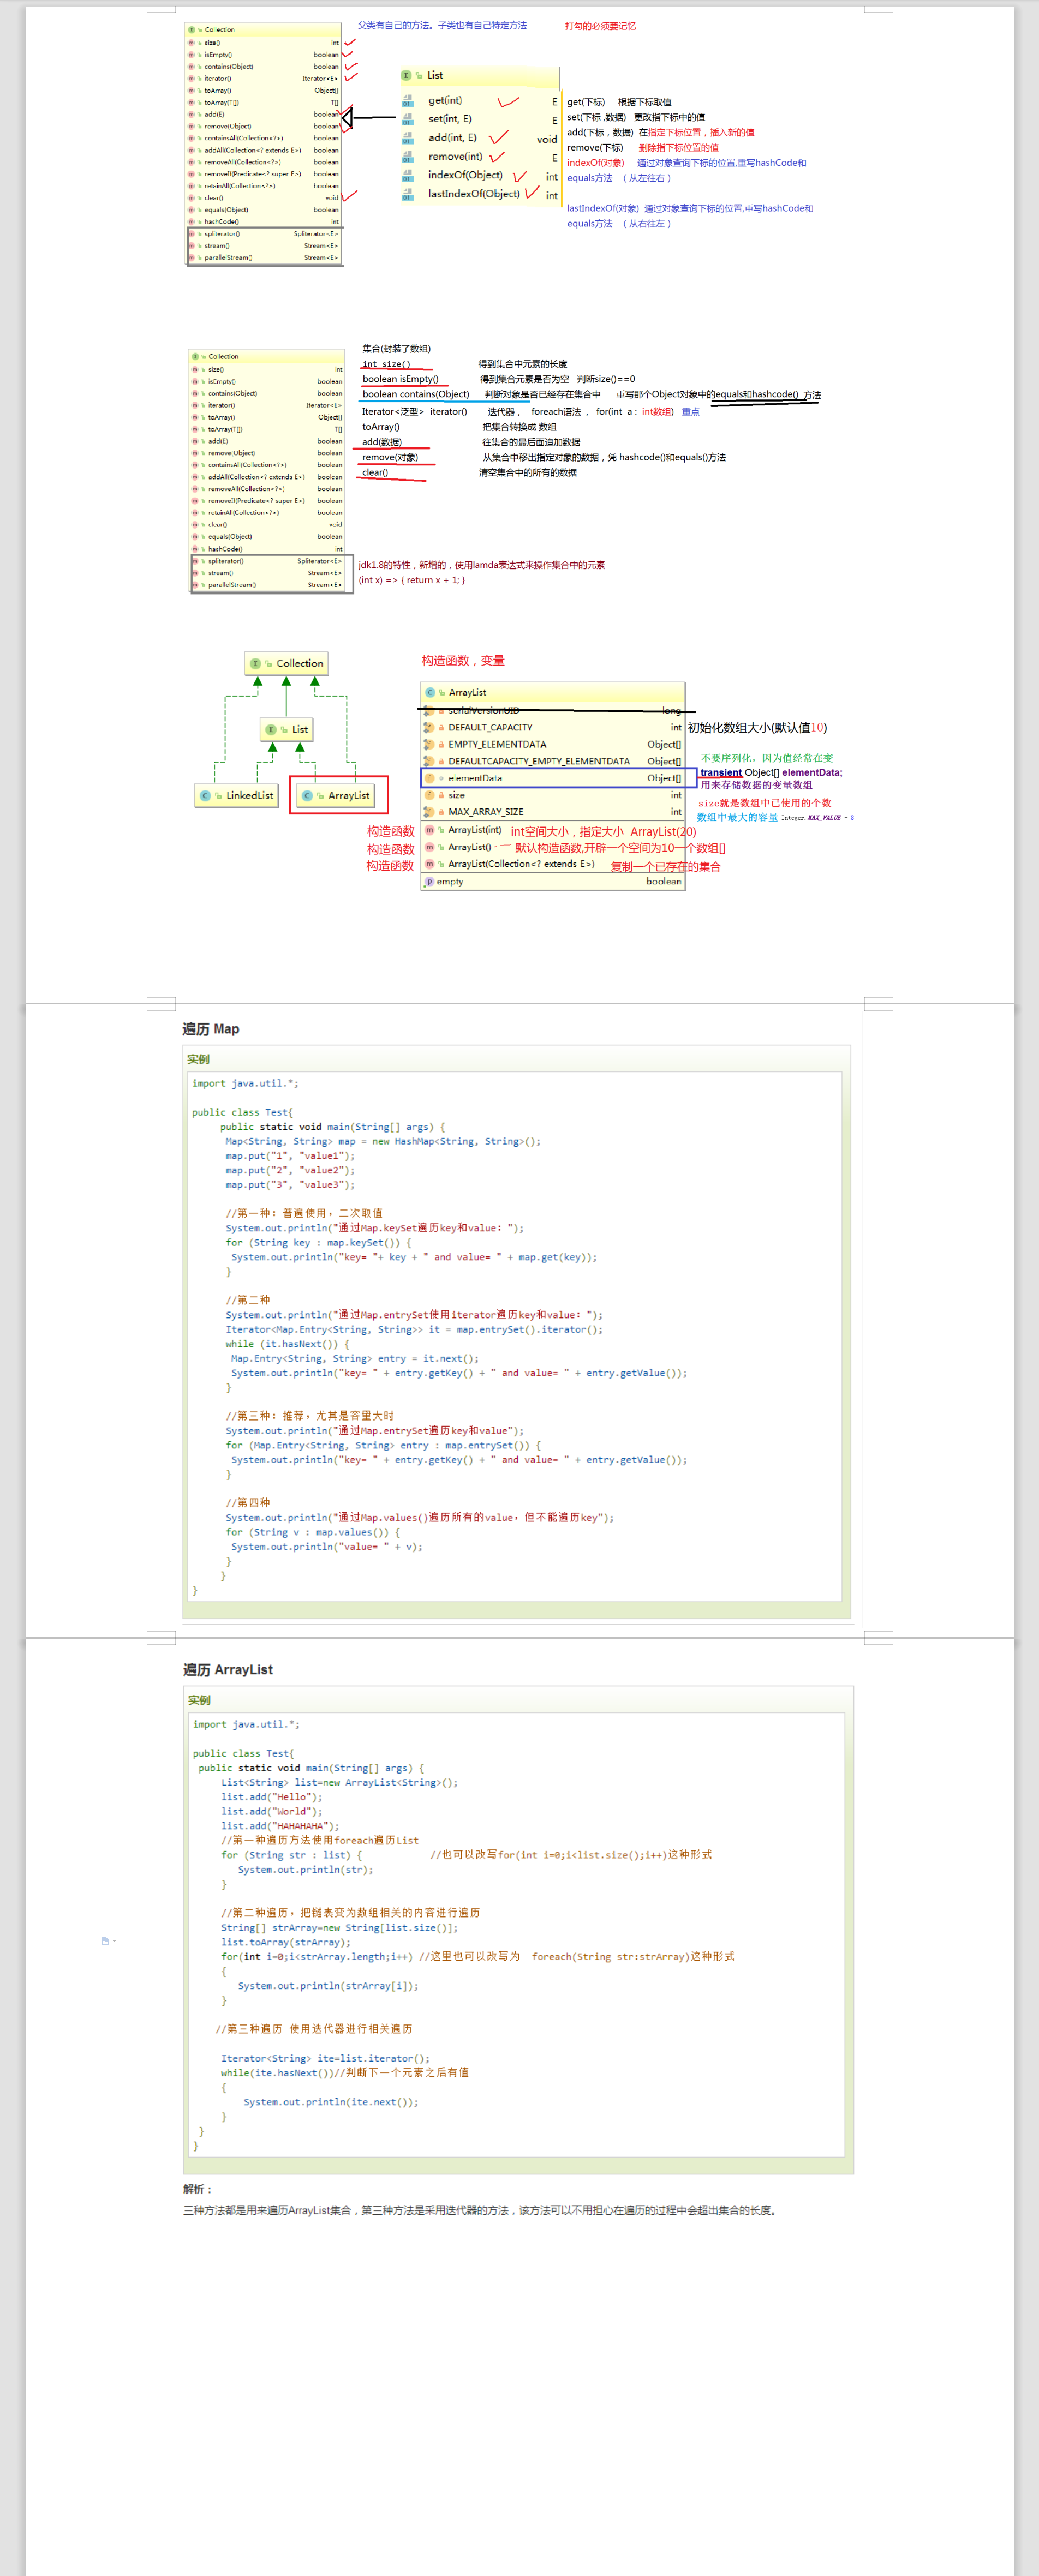 父类有自己的方法。子类也有自己特定方法 打勾的必须要记忆
Collection
size() int
isEmpty() boolean
contains(Object) boolean
iterator() Iterator<E>
toArray() Object[]
toArray(T[]) T[]
add(E) boolean
remove(Object) boolean
containsAll(Collection<?>) boolean
addAll(Collection<? extends E>) boolean
removeAll(Collection<?>) boolean
removeIf(Predicate<? super E>) boolean
retainAll(Collection<?>) boolean
clear() void
equals(Object) boolean
hashCode() int
spliterator() Spliterator<E>
stream() Stream<E>
parallelStream() Stream<E>
List
get(int) E
set(int, E) E
add(int, E) void
remove(int) E
indexOf(Object) int
lastIndexOf(Object) int
get(下标) 根据下标取值
set(下标 ,数据) 更改指下标中的值
add(下标 , 数据) 在指定下标位置，插入新的值
remove(下标) 删除指下标位置的值
indexOf(对象) 通过对象查询下标的位置,重写hashCode和
equals方法 （从左往右）
lastIndexOf(对象) 通过对象查询下标的位置,重写hashCode和
equals方法 （从右往左）
Collection
size() int
isEmpty() boolean
contains(Object) boolean
iterator() Iterator<E>
toArray() Object[]
toArray(T[]) T[]
add(E) boolean
remove(Object) boolean
containsAll(Collection<?>) boolean
addAll(Collection<? extends E>) boolean
removeAll(Collection<?>) boolean
removeIf(Predicate<? super E>) boolean
retainAll(Collection<?>) boolean
clear() void
equals(Object) boolean
hashCode() int
spliterator() Spliterator<E>
stream() Stream<E>
parallelStream() Stream<E>
集合(封装了数组)
int size() 得到集合中元素的长度
boolean isEmpty() 得到集合元素是否为空 判断size()==0
boolean contains(Object) 判断对象是否已经存在集合中 重写那个Object对象中的equals和hashcode() 方法
Iterator<泛型> iterator() 迭代器， foreach语法 ， for(int a : int数组) 重点
toArray() 把集合转换成 数组
add(数据) 往集合的最后面追加数据
remove(对象) 从集合中移出指定对象的数据，凭 hashcode()和equals()方法
clear() 清空集合中的所有的数据
jdk1.8的特性，新增的，使用lamda表达式来操作集合中的元素
(int x) => { return x + 1; }
Collection
List
LinkedList
ArrayList
构造函数，变量
ArrayList
serialVersionUID long
DEFAULT_CAPACITY int 初始化数组大小(默认值10)
EMPTY_ELEMENTDATA Object[]
DEFAULTCAPACITY_EMPTY_ELEMENTDATA Object[]
elementData Object[]
size int
MAX_ARRAY_SIZE int
不要序列化，因为值经常在变
transient Object[] elementData;
用来存储数据的变量数组
size就是数组中已使用的个数
数组中最大的容量 Integer.MAX_VALUE - 8
构造函数 ArrayList(int) int空间大小，指定大小 ArrayList(20)
构造函数 ArrayList() 默认构造函数,开辟一个空间为10一个数组[]
构造函数 ArrayList(Collection<? extends E>) 复制一个已存在的集合
empty boolean
遍历 Map
实例
import java.util.*;
public class Test{
public static void main(String[] args) {
Map<String, String> map = new HashMap<String, String>();
map.put("1", "value1");
map.put("2", "value2");
map.put("3", "value3");
//第一种：普遍使用，二次取值
System.out.println("通过Map.keySet遍历key和value：");
for (String key : map.keySet()) {
System.out.println("key= "+ key + " and value= " + map.get(key));
}
//第二种
System.out.println("通过Map.entrySet使用iterator遍历key和value：");
Iterator<Map.Entry<String, String>> it = map.entrySet().iterator();
while (it.hasNext()) {
Map.Entry<String, String> entry = it.next();
System.out.println("key= " + entry.getKey() + " and value= " + entry.getValue());
}
//第三种：推荐，尤其是容量大时
System.out.println("通过Map.entrySet遍历key和value");
for (Map.Entry<String, String> entry : map.entrySet()) {
System.out.println("key= " + entry.getKey() + " and value= " + entry.getValue());
}
//第四种
System.out.println("通过Map.values()遍历所有的value，但不能遍历key");
for (String v : map.values()) {
System.out.println("value= " + v);
}
}
}
遍历 ArrayList
实例
import java.util.*;
public class Test{
public static void main(String[] args) {
List<String> list=new ArrayList<String>();
list.add("Hello");
list.add("World");
list.add("HAHAHAHA");
//第一种遍历方法使用foreach遍历List
for (String str : list) { //也可以改写for(int i=0;i<list.size();i++)这种形式
System.out.println(str);
}
//第二种遍历，把链表变为数组相关的内容进行遍历
String[] strArray=new String[list.size()];
list.toArray(strArray);
for(int i=0;i<strArray.length;i++) //这里也可以改写为 foreach(String str:strArray)这种形式
{
System.out.println(strArray[i]);
}
//第三种遍历 使用迭代器进行相关遍历
Iterator<String> ite=list.iterator();
while(ite.hasNext())//判断下一个元素之后有值
{
System.out.println(ite.next());
}
}
}
解析：
三种方法都是用来遍历ArrayList集合，第三种方法是采用迭代器的方法，该方法可以不用担心在遍历的过程中会超出集合的长度。